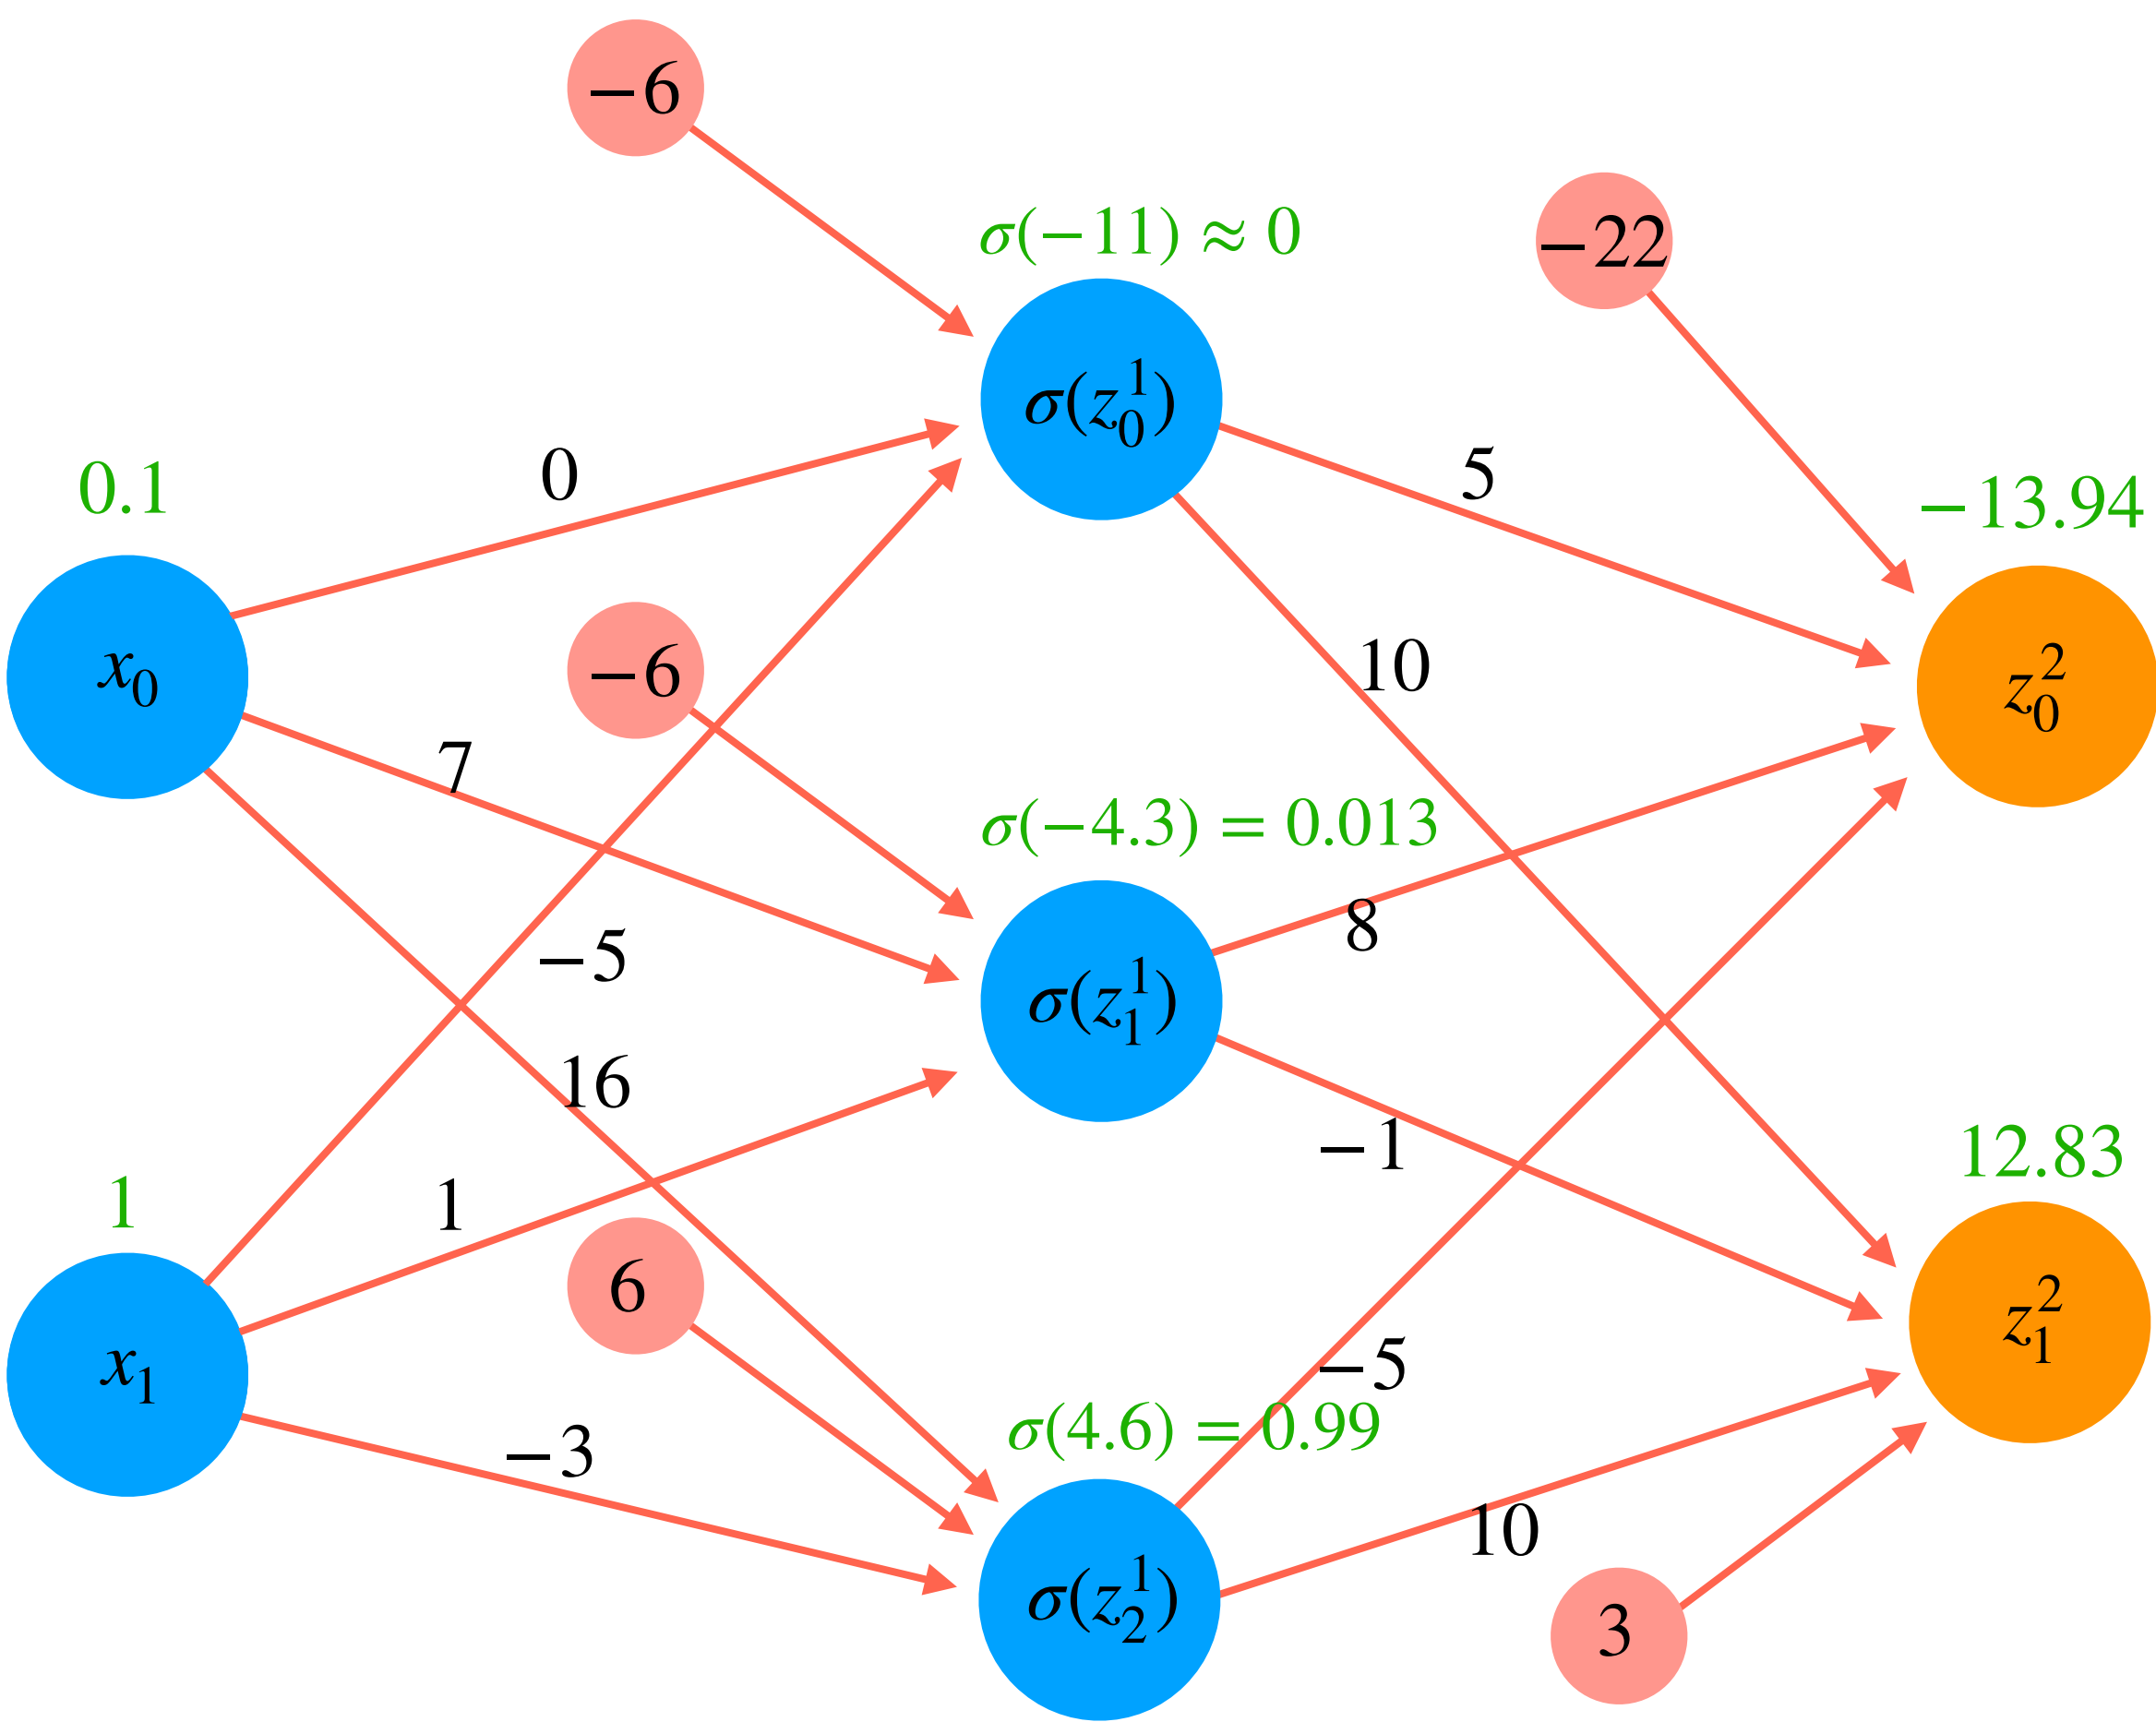 −6
σ(−11) ≈ 0
−22
σ(z₀¹)
0.1
0
5
−13.94
x₀
−6
10
z₀²
7
σ(−4.3) = 0.013
8
−5
σ(z₁¹)
16
−1
12.83
1
1
6
z₁²
x₁
−5
−3
σ(4.6) = 0.99
10
σ(z₂¹)
3